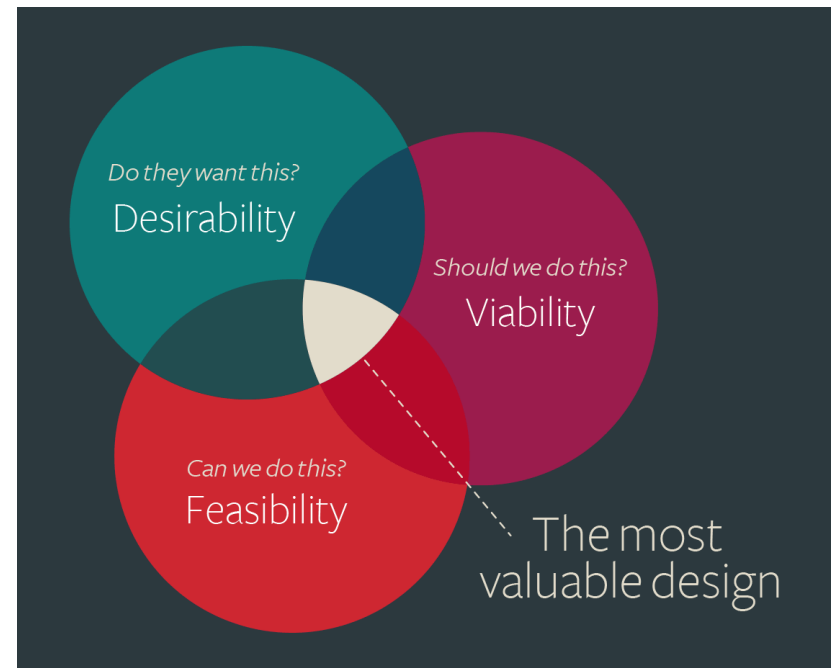 Do they want this?
Desirability
Should we do this?
Viability
Can we do this?
Feasibility
The most
valuable design